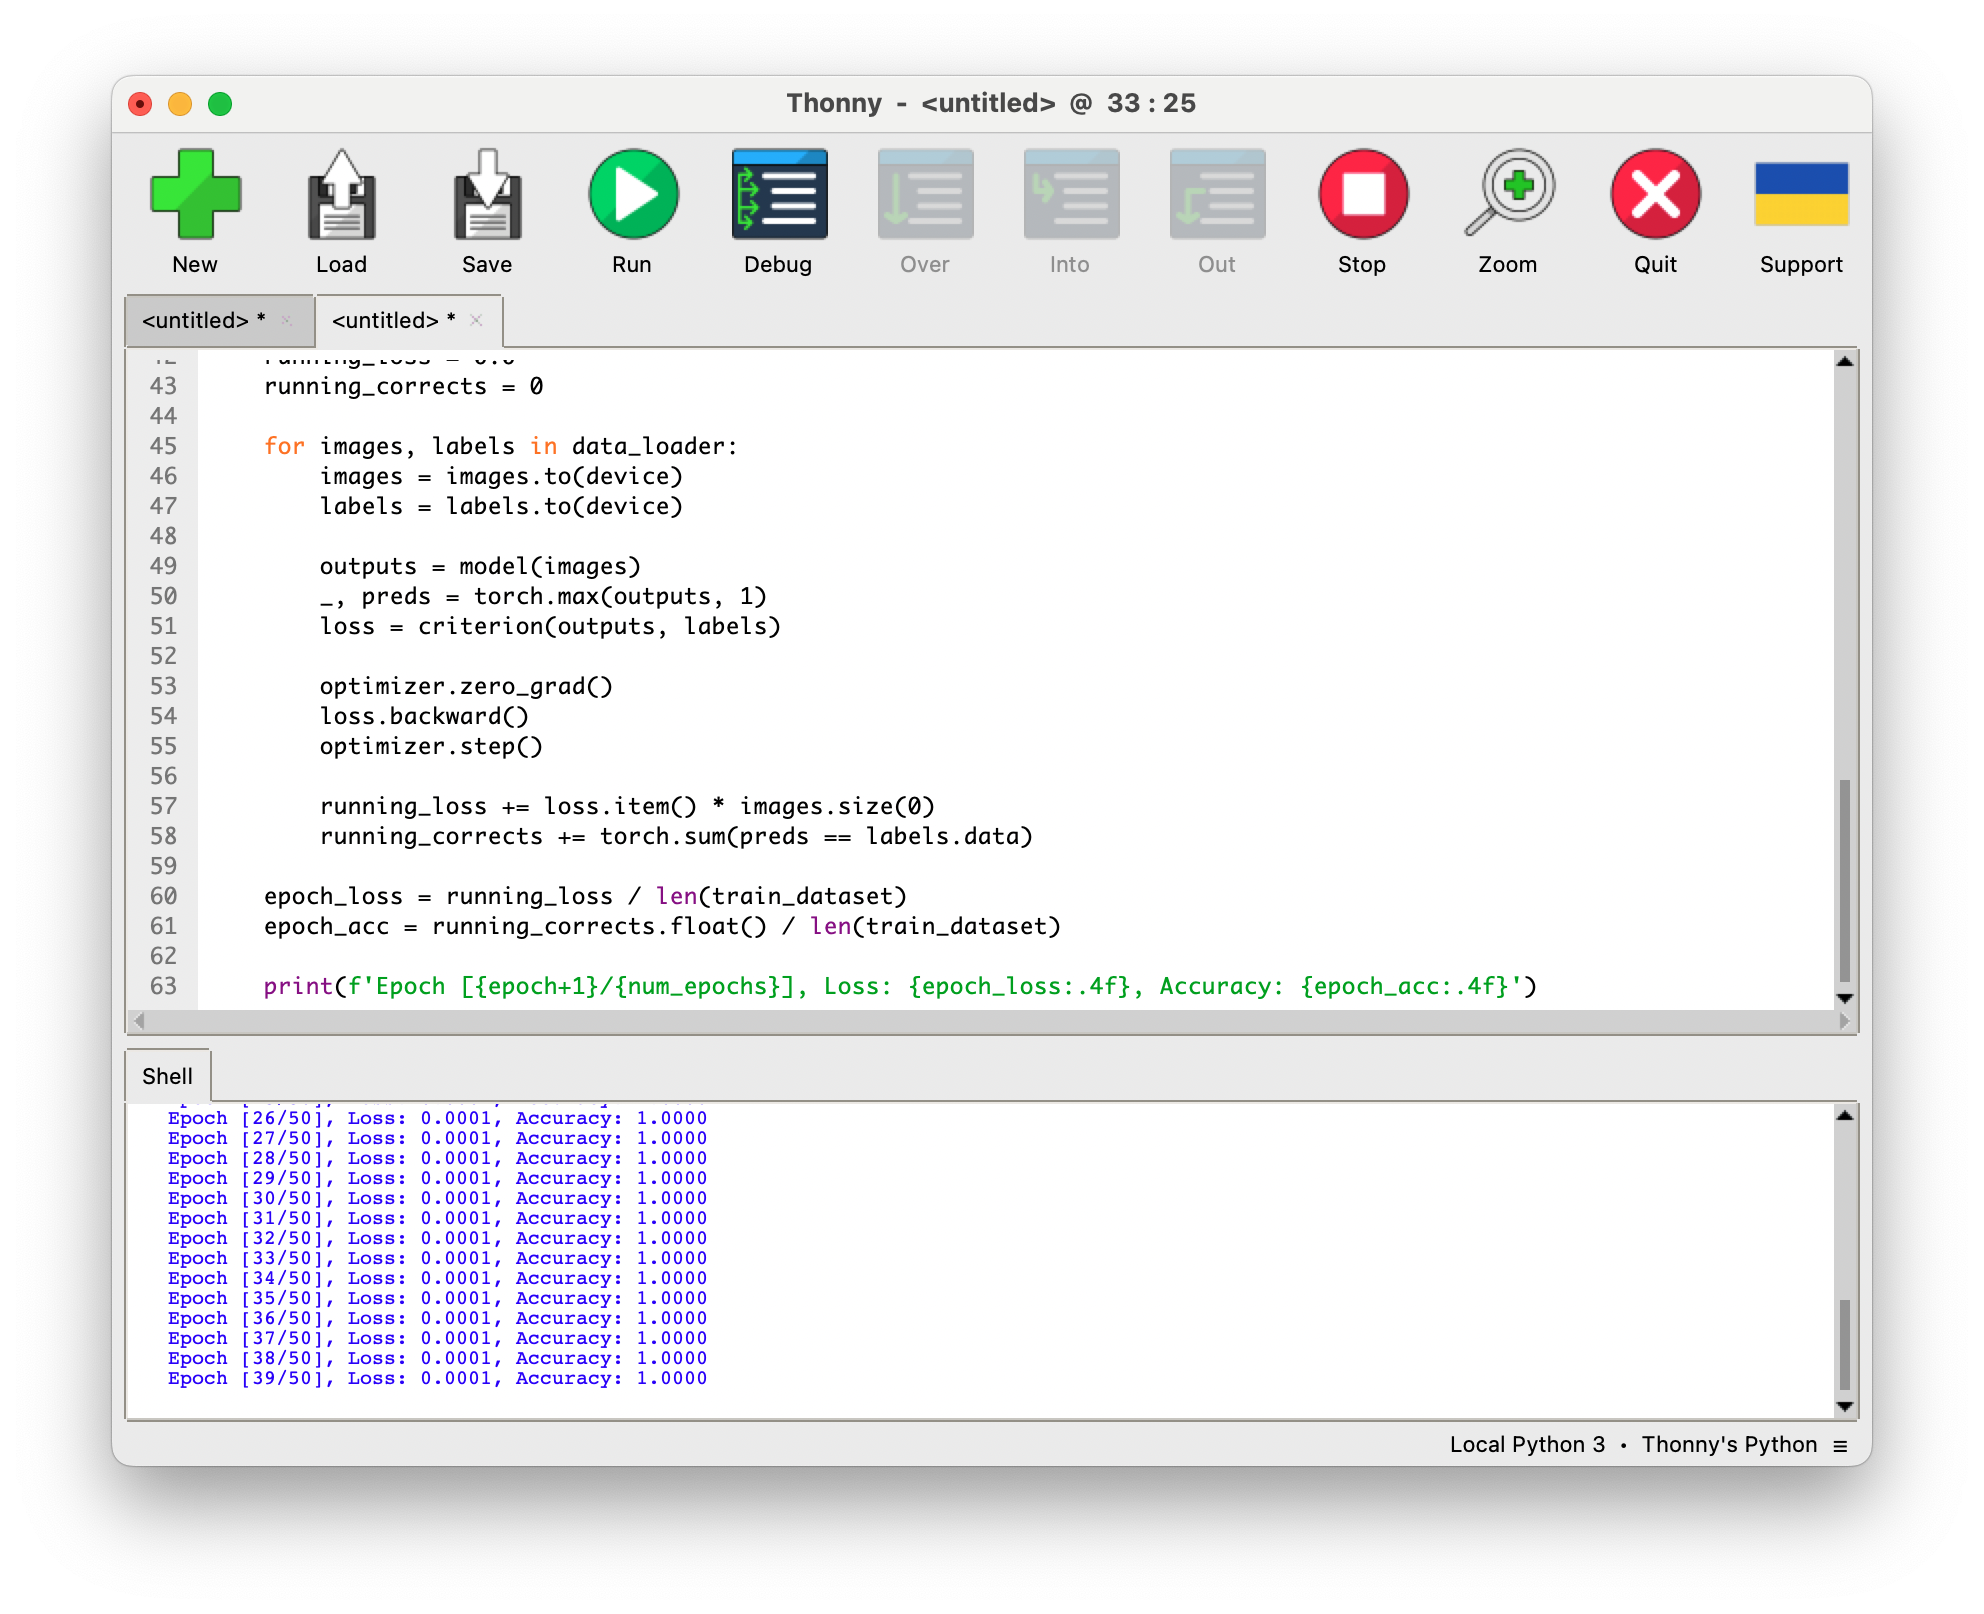 Thonny - <untitled> @ 33:25
New Load Save Run Debug Over Into Out Stop Zoom Quit Support
<untitled> * <untitled> *
43 running_corrects = 0
44
45 for images, labels in data_loader:
46 images = images.to(device)
47 labels = labels.to(device)
48
49 outputs = model(images)
50 _, preds = torch.max(outputs, 1)
51 loss = criterion(outputs, labels)
52
53 optimizer.zero_grad()
54 loss.backward()
55 optimizer.step()
56
57 running_loss += loss.item() * images.size(0)
58 running_corrects += torch.sum(preds == labels.data)
59
60 epoch_loss = running_loss / len(train_dataset)
61 epoch_acc = running_corrects.float() / len(train_dataset)
62
63 print(f'Epoch [{epoch+1}/{num_epochs}], Loss: {epoch_loss:.4f}, Accuracy: {epoch_acc:.4f}')
Shell
Epoch [26/50], Loss: 0.0001, Accuracy: 1.0000
Epoch [27/50], Loss: 0.0001, Accuracy: 1.0000
Epoch [28/50], Loss: 0.0001, Accuracy: 1.0000
Epoch [29/50], Loss: 0.0001, Accuracy: 1.0000
Epoch [30/50], Loss: 0.0001, Accuracy: 1.0000
Epoch [31/50], Loss: 0.0001, Accuracy: 1.0000
Epoch [32/50], Loss: 0.0001, Accuracy: 1.0000
Epoch [33/50], Loss: 0.0001, Accuracy: 1.0000
Epoch [34/50], Loss: 0.0001, Accuracy: 1.0000
Epoch [35/50], Loss: 0.0001, Accuracy: 1.0000
Epoch [36/50], Loss: 0.0001, Accuracy: 1.0000
Epoch [37/50], Loss: 0.0001, Accuracy: 1.0000
Epoch [38/50], Loss: 0.0001, Accuracy: 1.0000
Epoch [39/50], Loss: 0.0001, Accuracy: 1.0000
Local Python 3 • Thonny's Python ≡